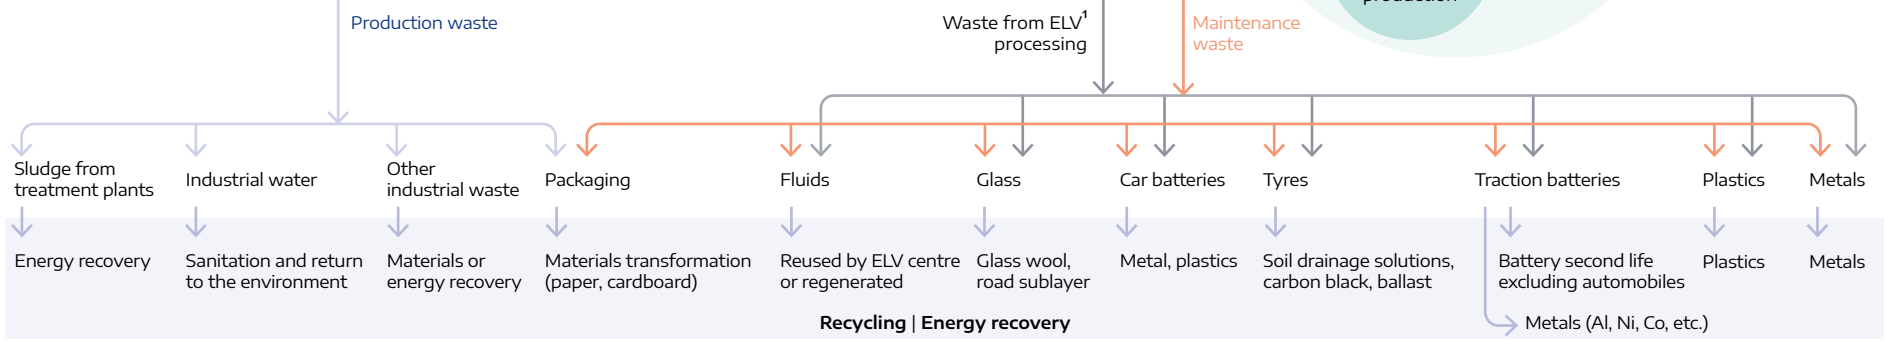 production
Production waste
Waste from ELV¹
processing
Maintenance
waste
Sludge from
treatment plants
Industrial water
Other
industrial waste
Packaging
Fluids
Glass
Car batteries
Tyres
Traction batteries
Plastics
Metals
Energy recovery
Sanitation and return
to the environment
Materials or
energy recovery
Materials transformation
(paper, cardboard)
Reused by ELV centre
or regenerated
Glass wool,
road sublayer
Metal, plastics
Soil drainage solutions,
carbon black, ballast
Battery second life
excluding automobiles
Plastics
Metals
Recycling | Energy recovery
Metals (Al, Ni, Co, etc.)